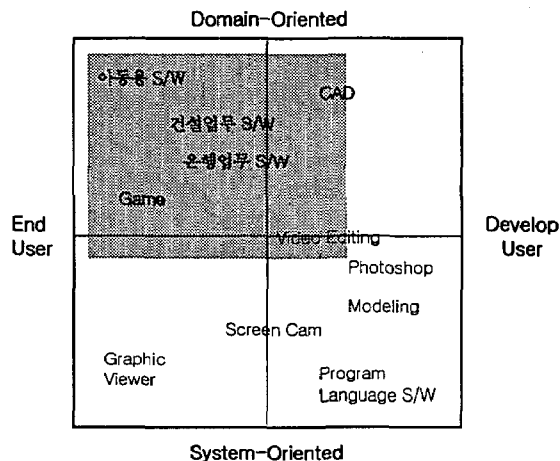 Domain-Oriented
아동용 S/W
CAD
건설업무 S/W
은행업무 S/W
Game
End
User
Develop
User
Video Editing
Photoshop
Modeling
Screen Cam
Graphic
Viewer
Program
Language S/W
System-Oriented